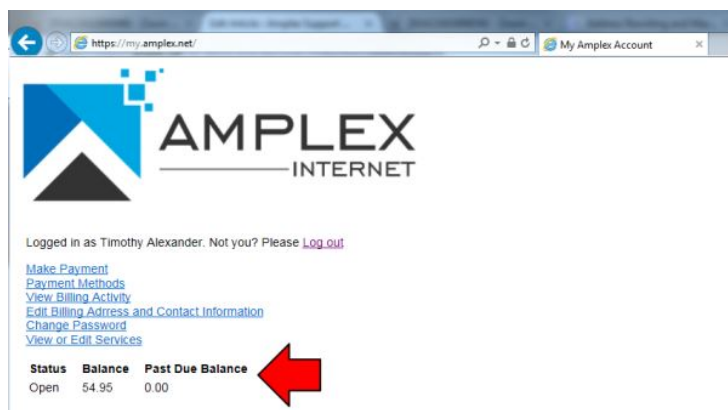 https://my.amplex.net/
My Amplex Account
AMPLEX
INTERNET
Logged in as Timothy Alexander. Not you? Please Log out
Make Payment
Payment Methods
View Billing Activity
Edit Billing Adrress and Contact Information
Change Password
View or Edit Services
Status Balance Past Due Balance
Open 54.95 0.00